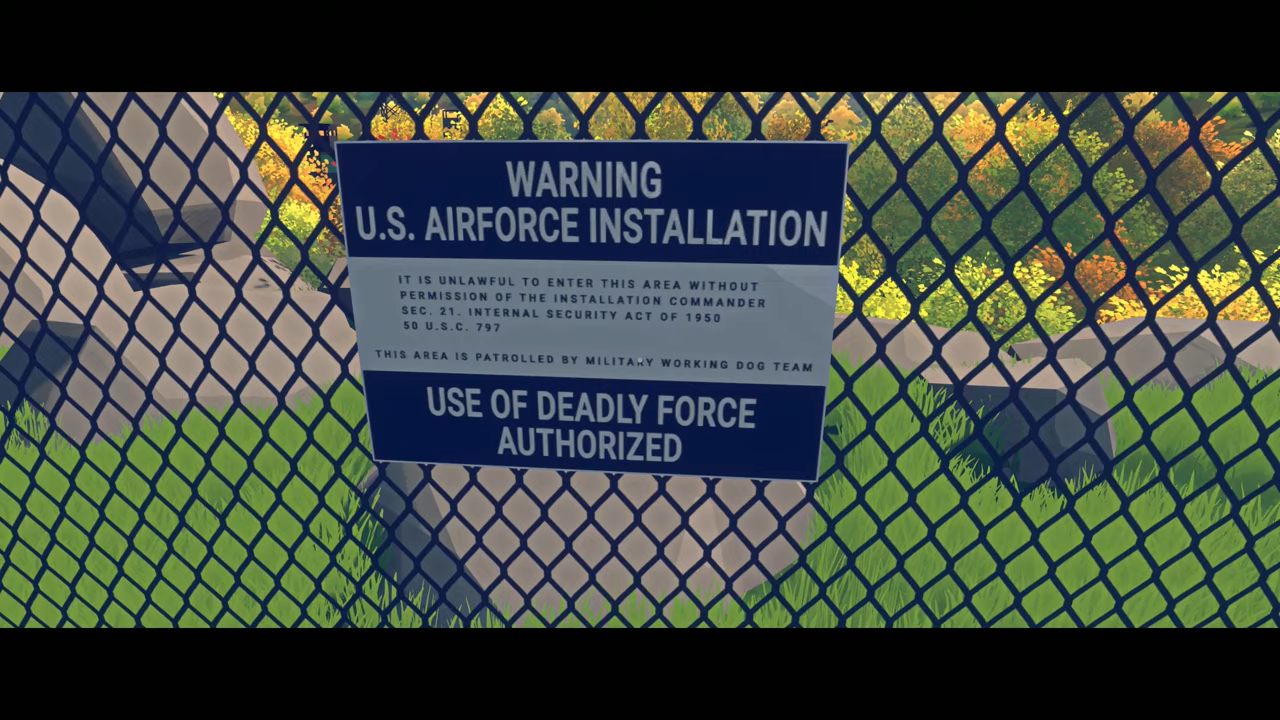 WARNING
U.S. AIRFORCE INSTALLATION
IT IS UNLAWFUL TO ENTER THIS AREA WITHOUT
PERMISSION OF THE INSTALLATION COMMANDER
SEC. 21. INTERNAL SECURITY ACT OF 1950
50 U.S.C. 797
THIS AREA IS PATROLLED BY MILITARY WORKING DOG TEAM
USE OF DEADLY FORCE
AUTHORIZED